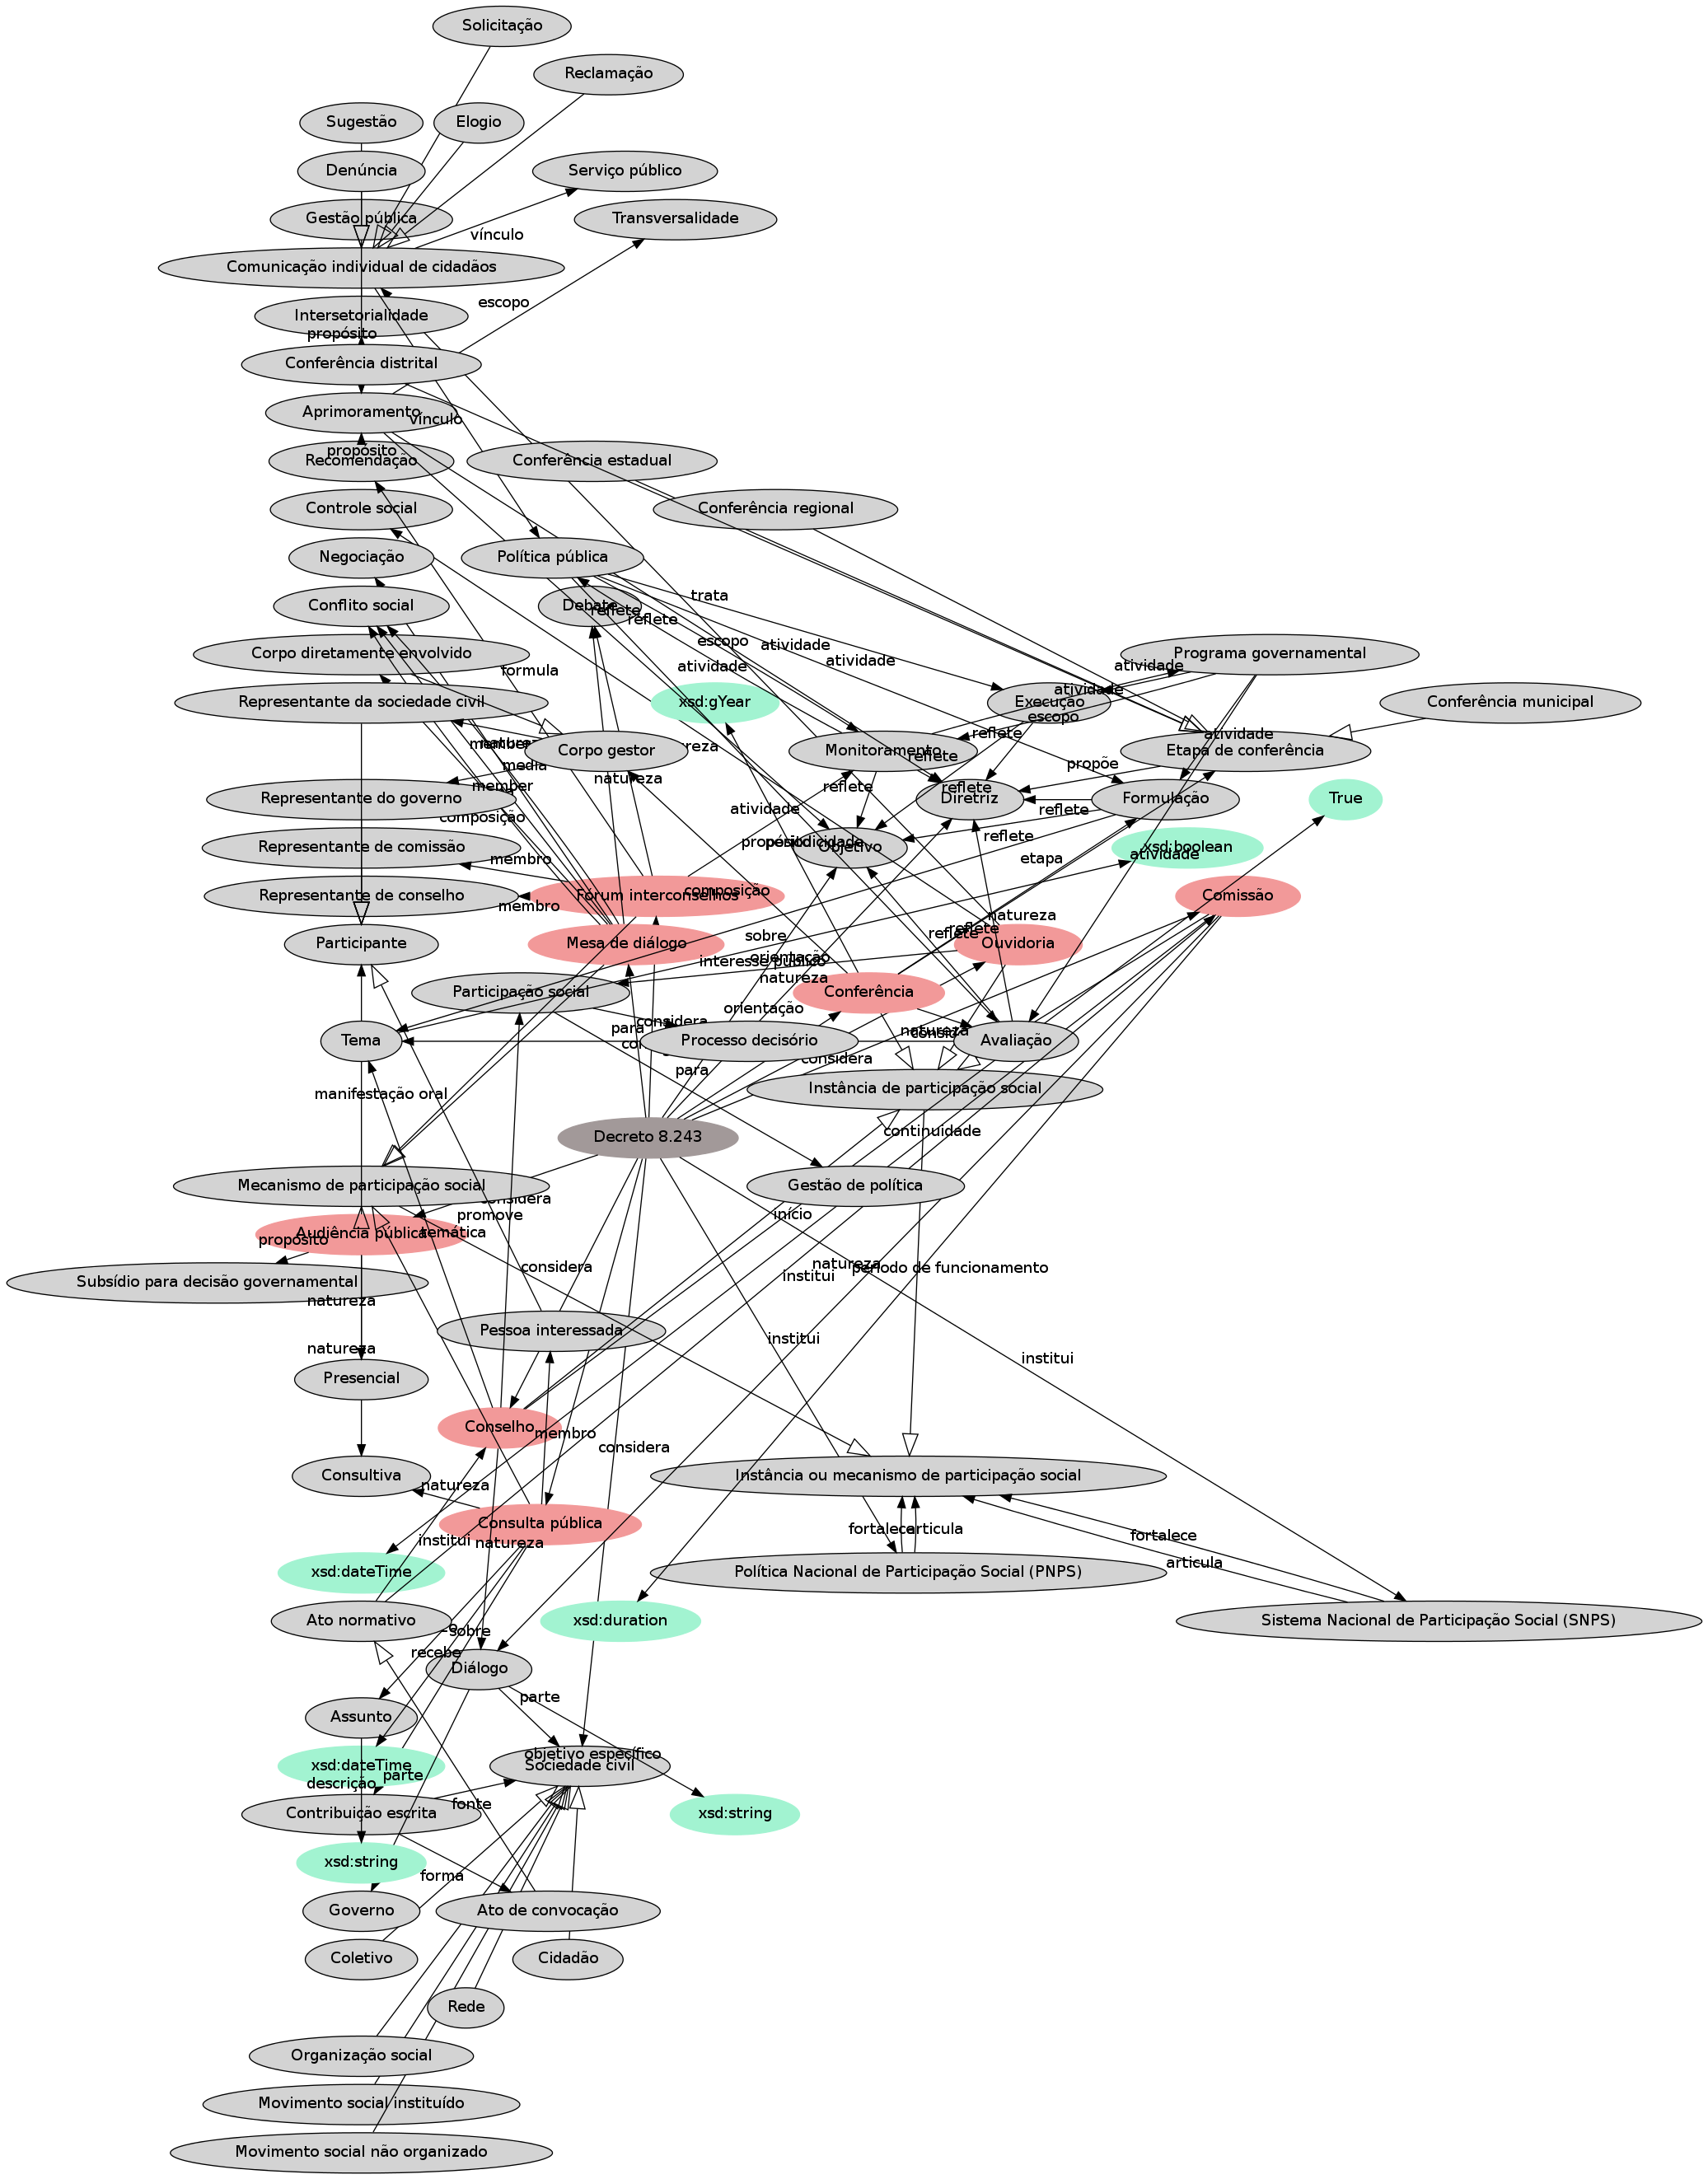 Solicitação
Reclamação
Sugestão
Elogio
Denúncia
Serviço público
Gestão pública
Transversalidade
vínculo
Comunicação individual de cidadãos
escopo
Intersetorialidade
propósito
Conferência distrital
Aprimoramento
vínculo
propósito
Recomendação
Conferência estadual
Controle social
Conferência regional
Negociação
Política pública
trata
Conflito social
Debate
reflete
reflete
escopo
atividade
Corpo diretamente envolvido
formula
atividade
atividade
Programa governamental
atividade
atividade
Representante da sociedade civil
xsd:gYear
Execução
Conferência municipal
escopo
natureza
member
media
Corpo gestor
reflete
Monitoramento
reflete
atividade
Etapa de conferência
propõe
natureza
member
reflete
reflete
Representante do governo
Diretriz
Formulação
True
composição
atividade
reflete
reflete
propósito
periodicidade
Objetivo
Representante de comissão
membro
etapa
xsd:boolean
atividade
Representante de conselho
Fórum interconselhos
composição
Comissão
membro
natureza
reflete
reflete
Participante
Mesa de diálogo
sobre
Ouvidoria
interesse público
orientação
natureza
Participação social
Conferência
orientação
considera
para
natureza
Tema
Processo decisório
Avaliação
considera
para
manifestação oral
Instância de participação social
Decreto 8.243
continuidade
Mecanismo de participação social
Gestão de política
considera
promove
início
Audiência pública
temática
propósito
considera
natureza
período de funcionamento
institui
Subsídio para decisão governamental
natureza
Pessoa interessada
institui
natureza
institui
Presencial
Conselho
membro
considera
Consultiva
Instância ou mecanismo de participação social
natureza
Consulta pública
fortalece
articula
fortalece
institui
natureza
articula
xsd:dateTime
Política Nacional de Participação Social (PNPS)
Ato normativo
xsd:duration
Sistema Nacional de Participação Social (SNPS)
sobre
recebe
Diálogo
parte
Assunto
objetivo específico
xsd:dateTime
Sociedade civil
descrição
parte
fonte
Contribuição escrita
xsd:string
xsd:string
forma
Governo
Ato de convocação
Coletivo
Cidadão
Rede
Organização social
Movimento social instituído
Movimento social não organizado